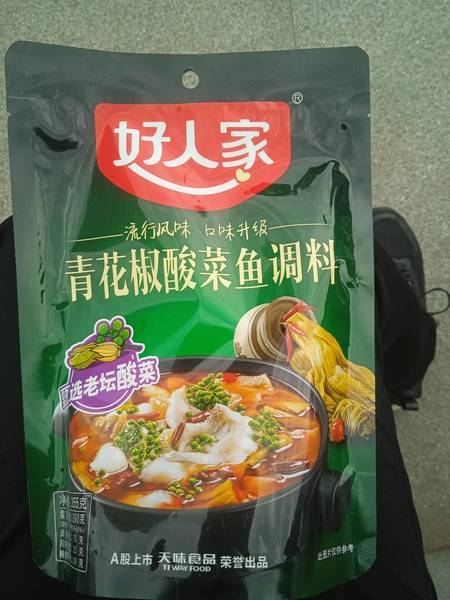 好人家
®
流行风味 口味升级
青花椒酸菜鱼调料
甄选老坛酸菜
A股上市 天味食品 荣誉出品
TEWAY FOOD
此图片仅供参考